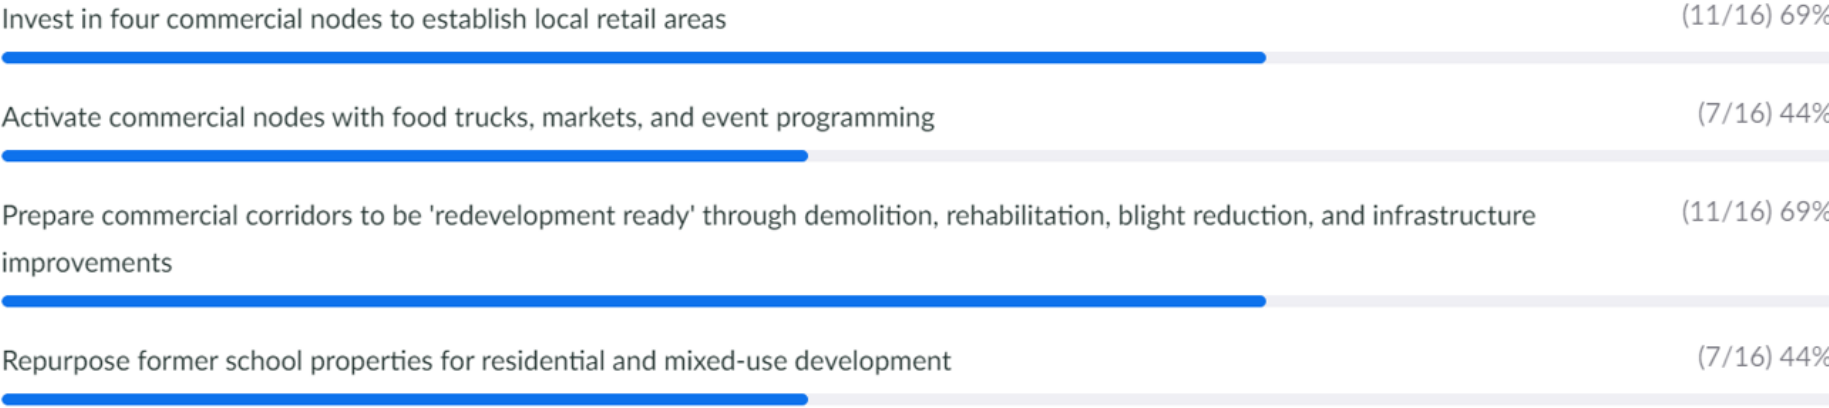 Invest in four commercial nodes to establish local retail areas (11/16) 69%
Activate commercial nodes with food trucks, markets, and event programming (7/16) 44%
Prepare commercial corridors to be 'redevelopment ready' through demolition, rehabilitation, blight reduction, and infrastructure (11/16) 69%
improvements
Repurpose former school properties for residential and mixed-use development (7/16) 44%